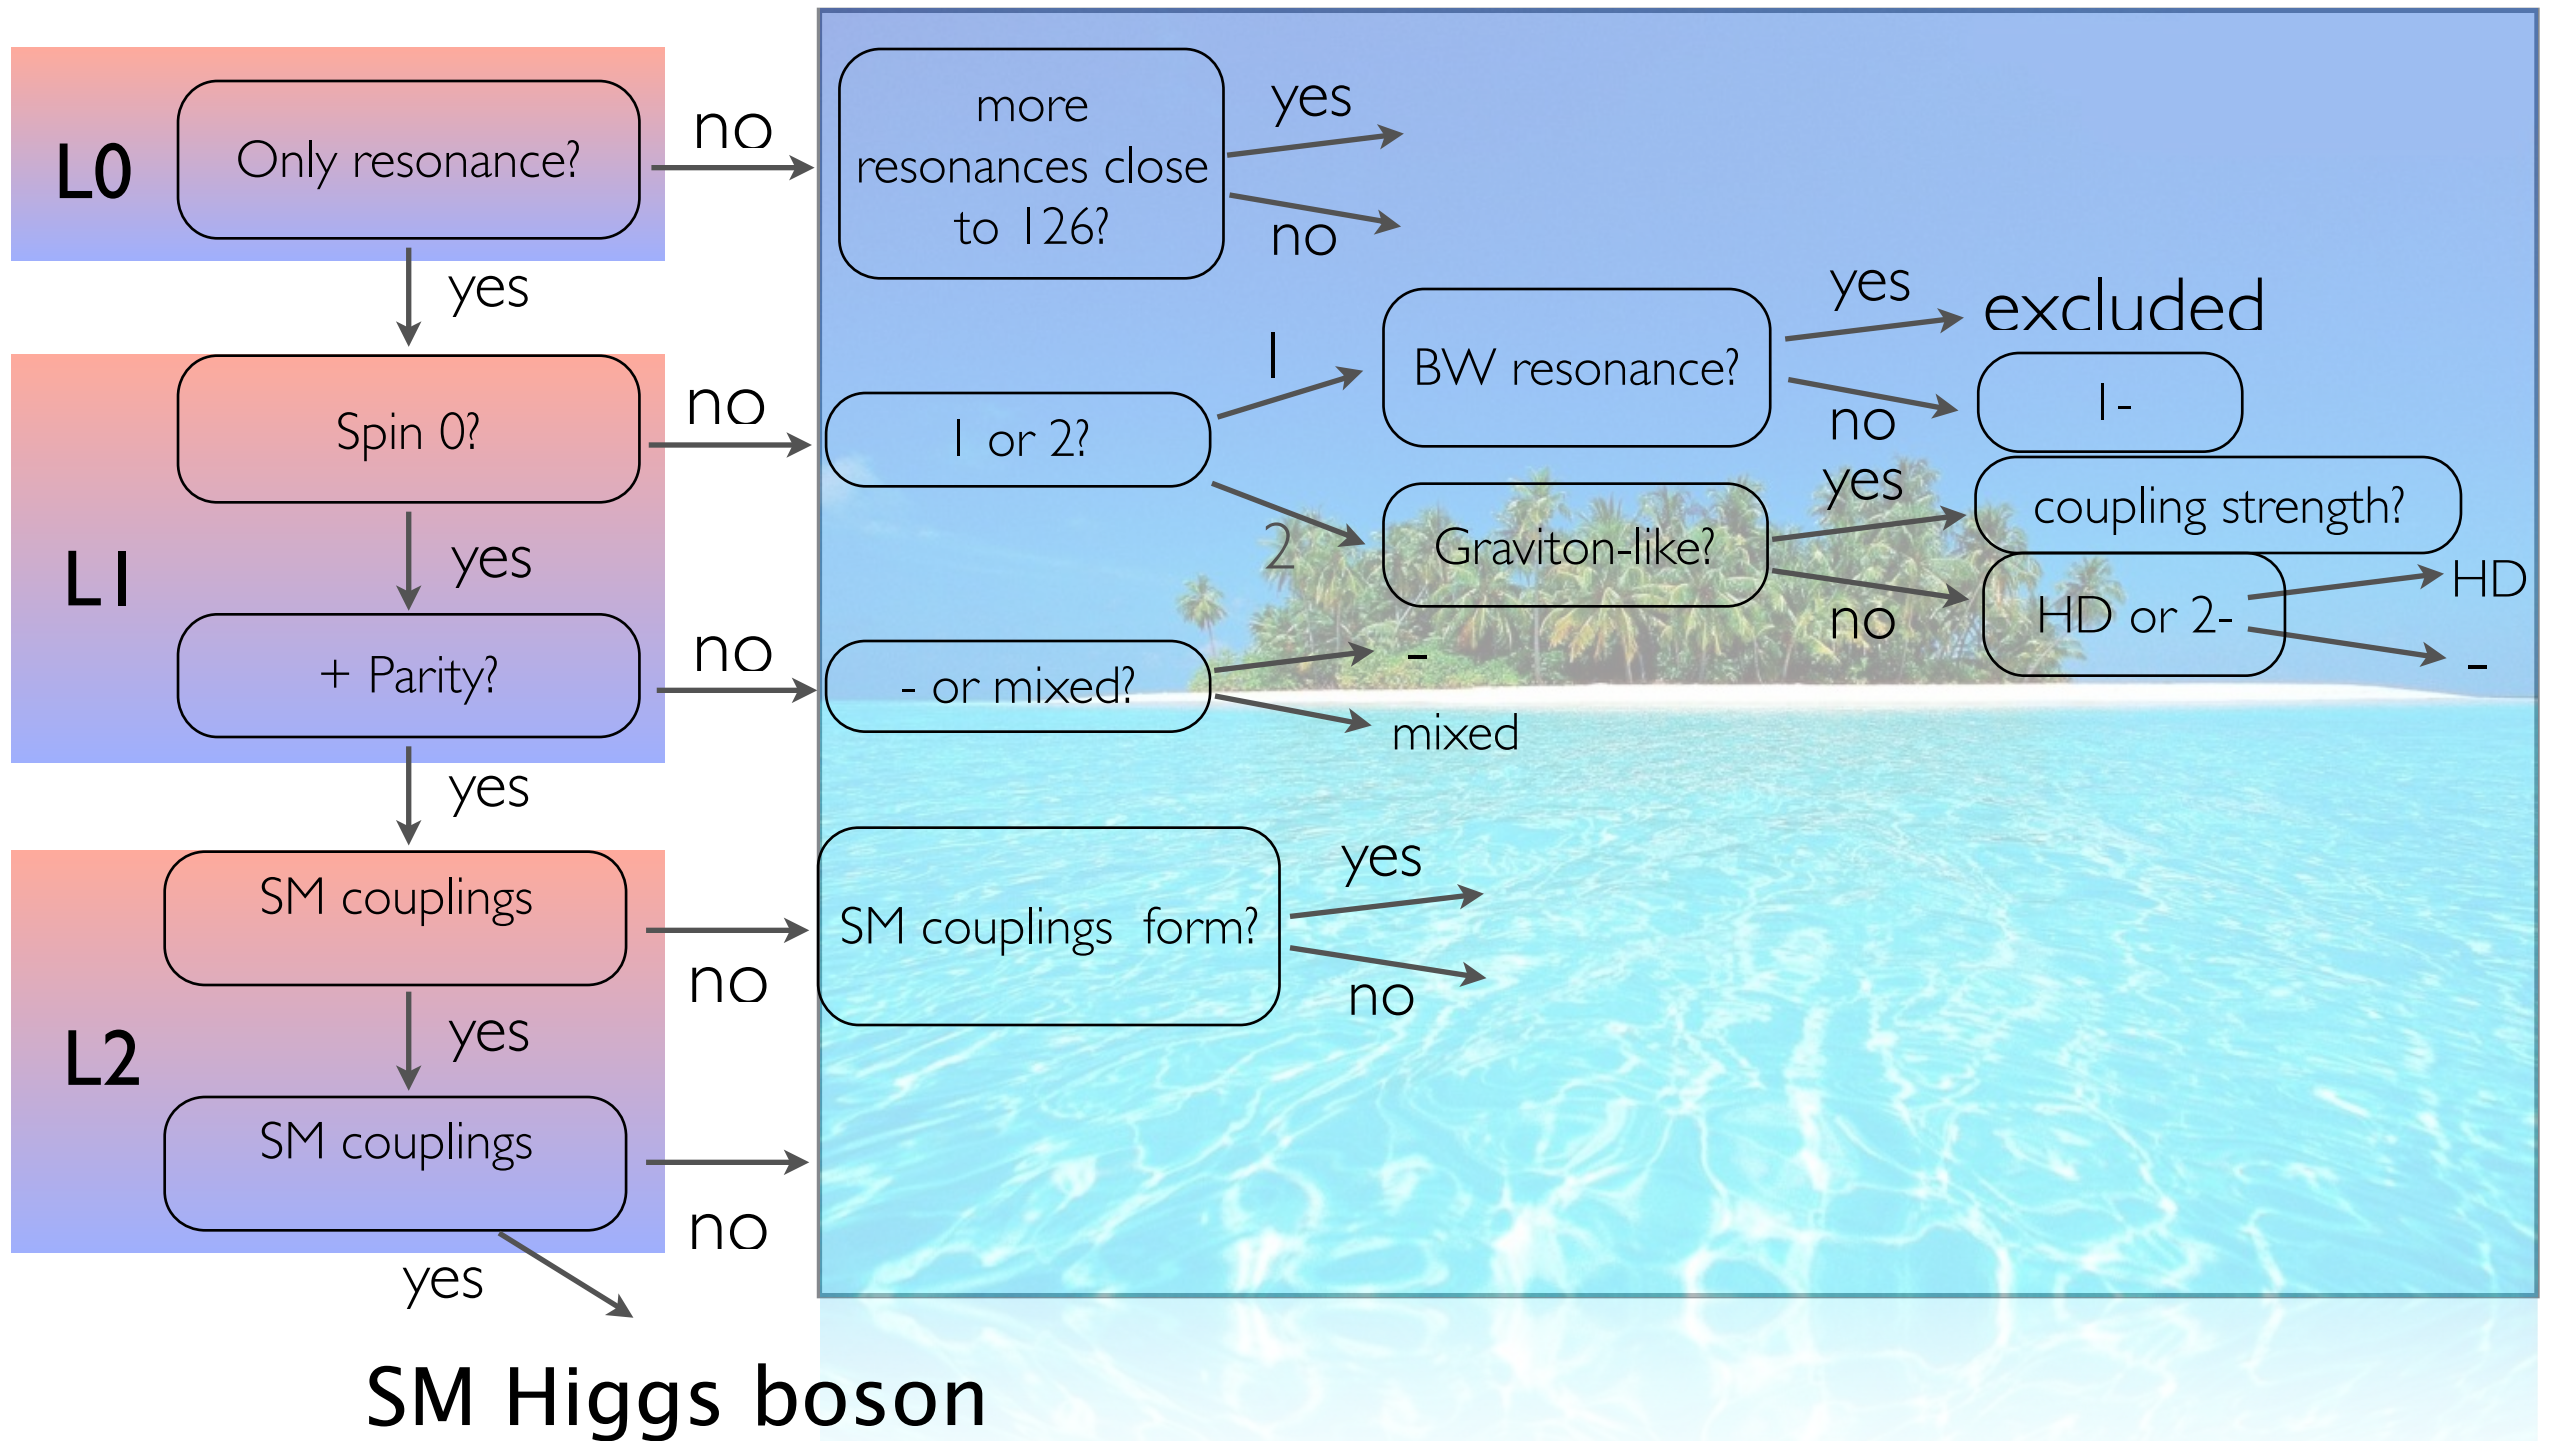 L0
Only resonance?
no
more
resonances close
to 126?
yes
no
yes
L1
Spin 0?
no
1 or 2?
1
BW resonance?
yes
excluded
no
1-
2
Graviton-like?
yes
coupling strength?
no
HD or 2-
HD
-
yes
+ Parity?
no
- or mixed?
-
mixed
yes
L2
SM couplings
no
SM couplings form?
yes
no
yes
SM couplings
no
yes
SM Higgs boson